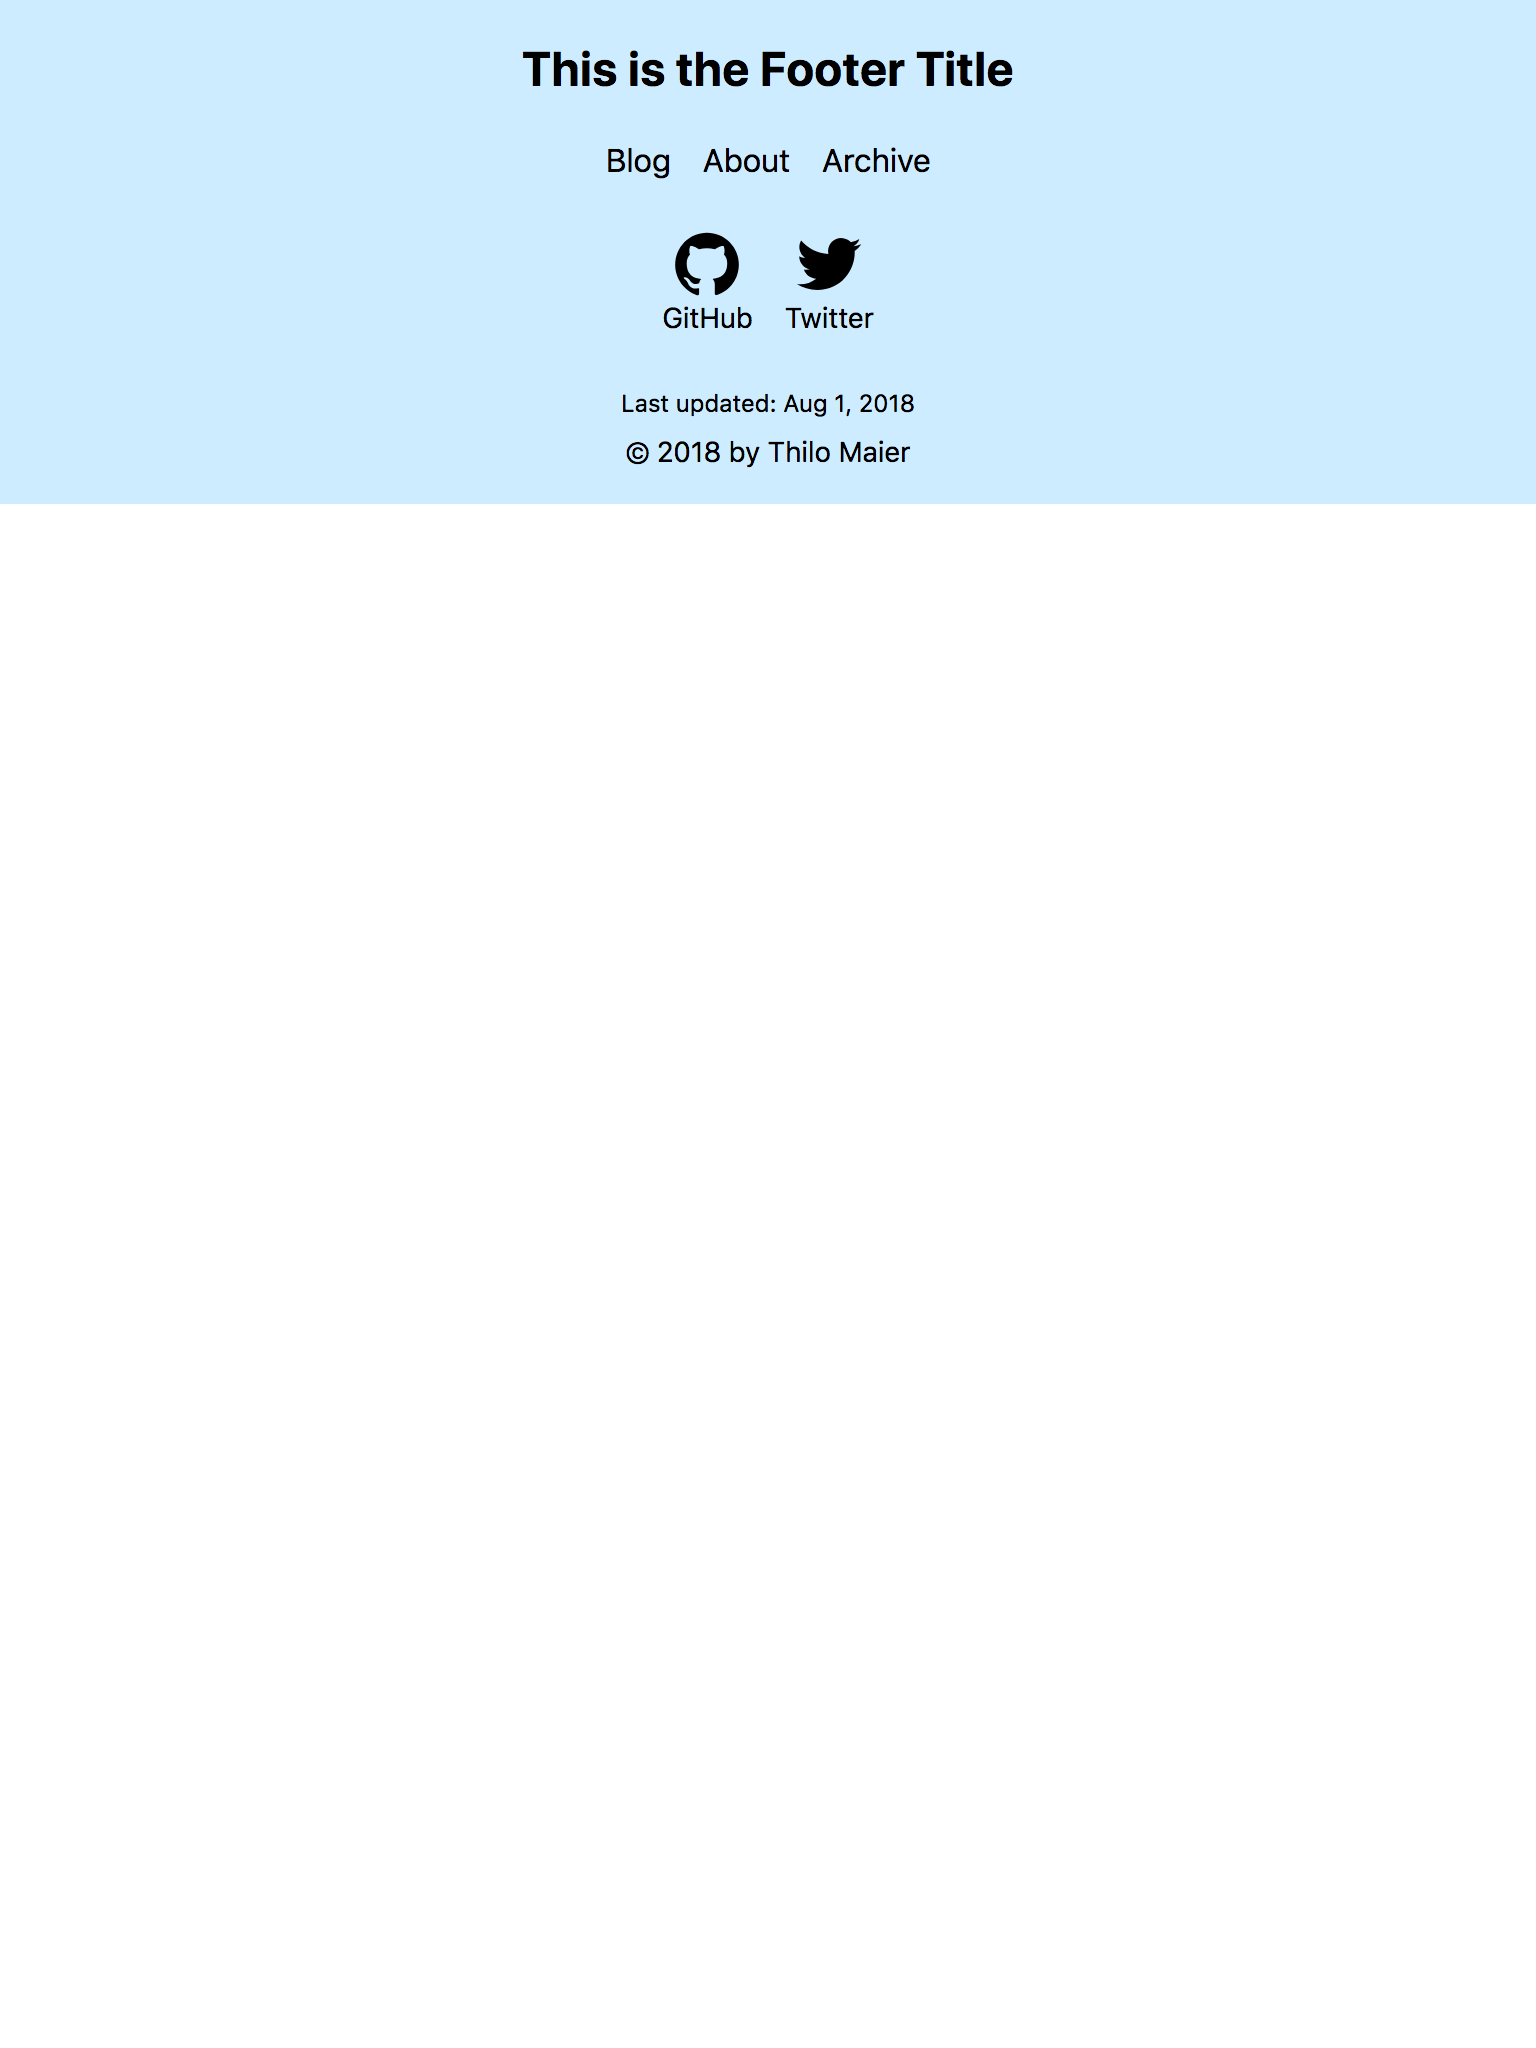 This is the Footer Title
Blog About Archive
GitHub Twitter
Last updated: Aug 1, 2018
© 2018 by Thilo Maier